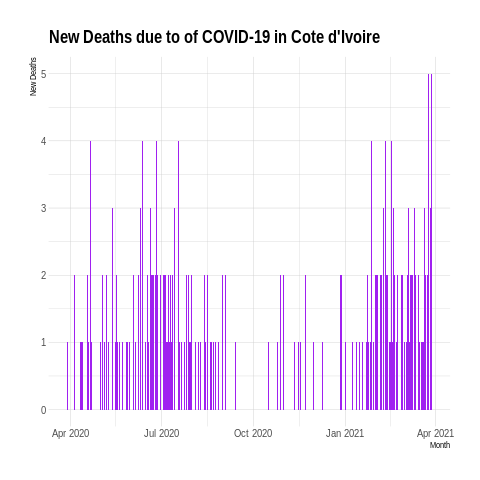 New Deaths due to of COVID-19 in Cote d'Ivoire
New Deaths
5
4
3
2
1
0
Apr 2020 Jul 2020 Oct 2020 Jan 2021 Apr 2021
Month